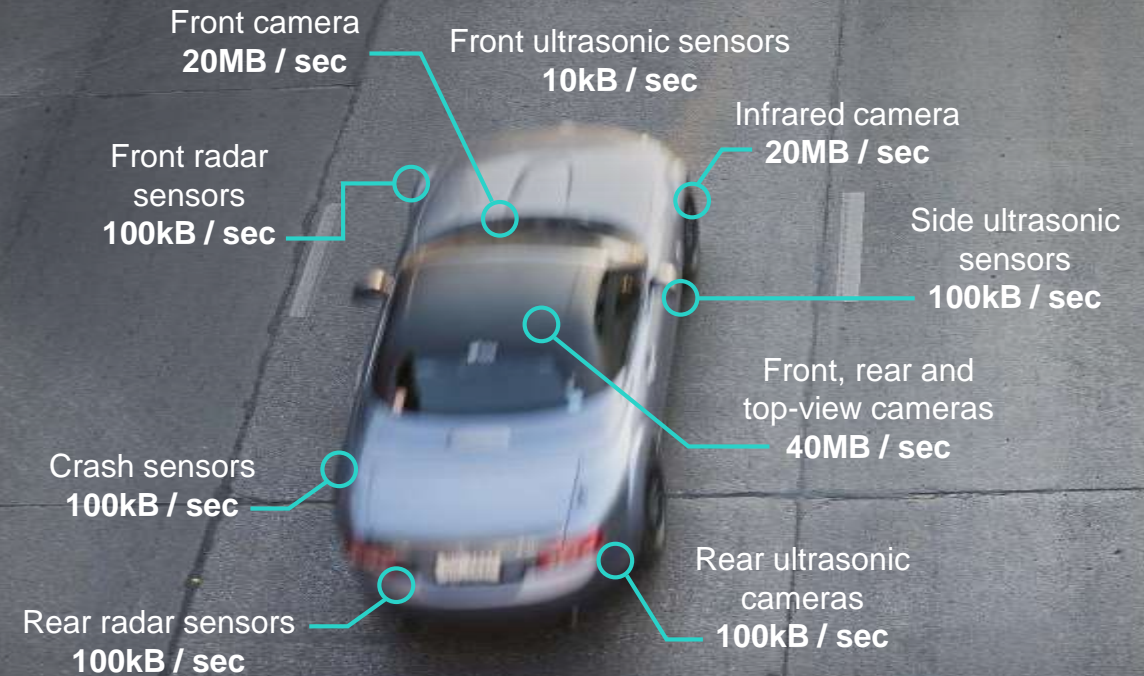 Front camera
20MB / sec
Front ultrasonic sensors
10kB / sec
Infrared camera
20MB / sec
Front radar
sensors
100kB / sec
Side ultrasonic
sensors
100kB / sec
Front, rear and
top-view cameras
40MB / sec
Crash sensors
100kB / sec
Rear ultrasonic
cameras
100kB / sec
Rear radar sensors
100kB / sec